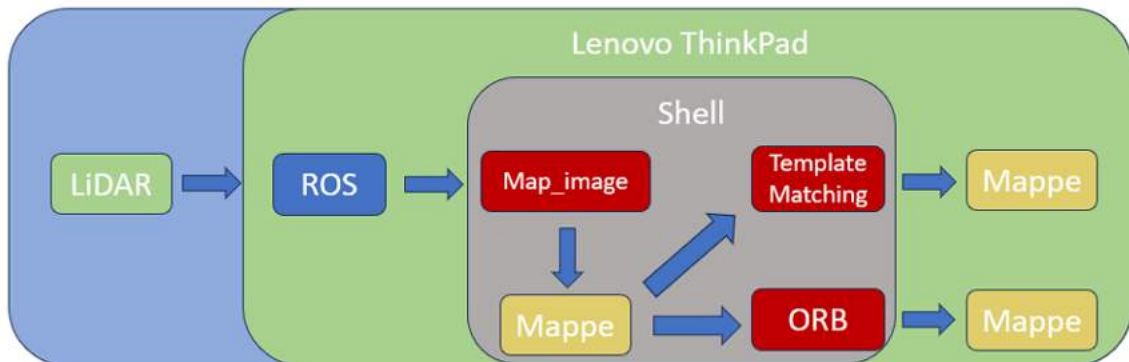 Lenovo ThinkPad
Shell
LiDAR
ROS
Map_image
Template
Matching
Mappe
Mappe
ORB
Mappe